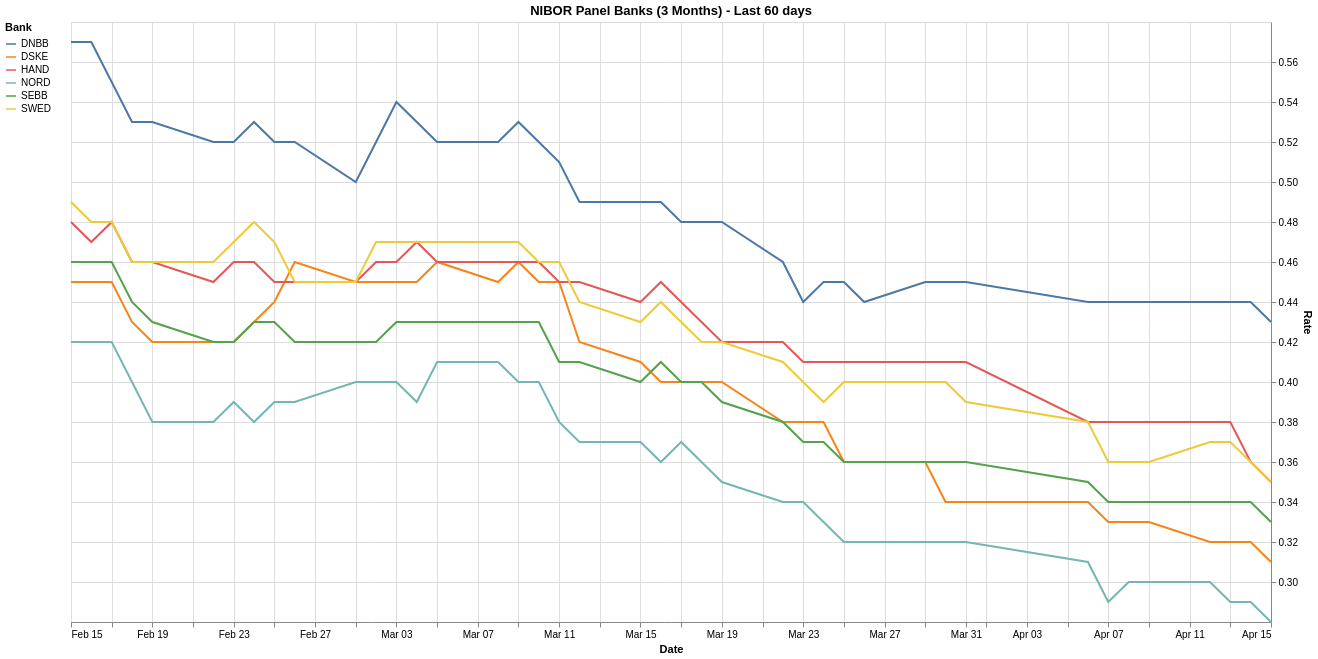 NIBOR Panel Banks (3 Months) - Last 60 days
Bank
DNBB
DSKE
HAND
NORD
SEBB
SWED
0.56
0.54
0.52
0.50
0.48
0.46
0.44
0.42
0.40
0.38
0.36
0.34
0.32
0.30
Rate
Feb 15 Feb 19 Feb 23 Feb 27 Mar 03 Mar 07 Mar 11 Mar 15 Mar 19 Mar 23 Mar 27 Mar 31 Apr 03 Apr 07 Apr 11 Apr 15
Date